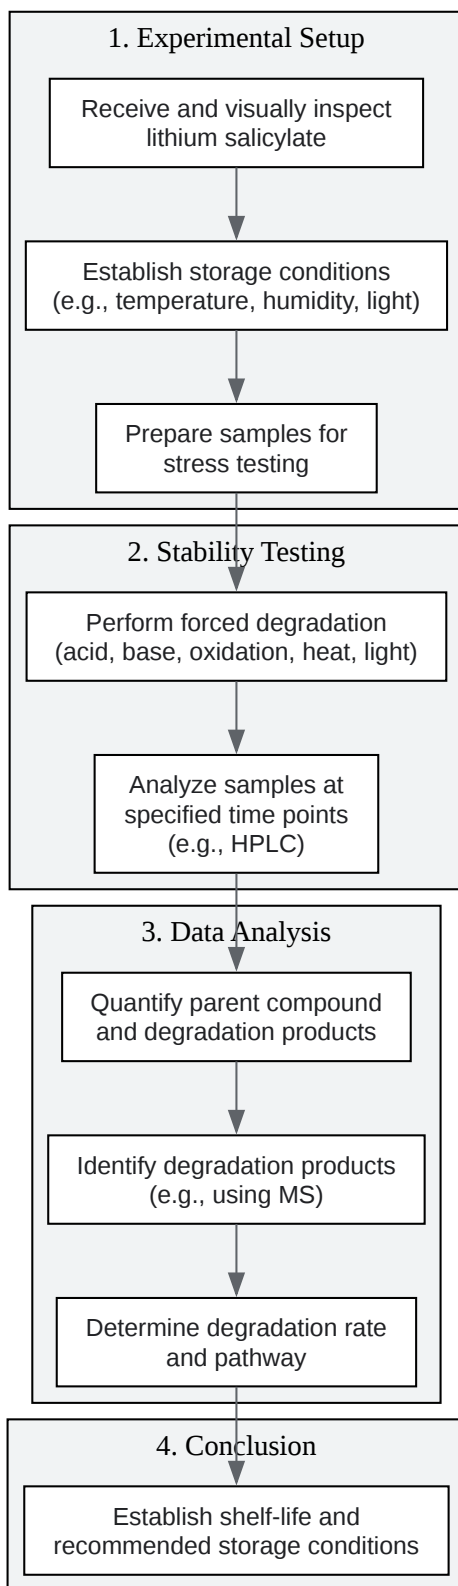 1. Experimental Setup
Receive and visually inspect
lithium salicylate
Establish storage conditions
(e.g., temperature, humidity, light)
Prepare samples for
stress testing
2. Stability Testing
Perform forced degradation
(acid, base, oxidation, heat, light)
Analyze samples at
specified time points
(e.g., HPLC)
3. Data Analysis
Quantify parent compound
and degradation products
Identify degradation products
(e.g., using MS)
Determine degradation rate
and pathway
4. Conclusion
Establish shelf-life and
recommended storage conditions